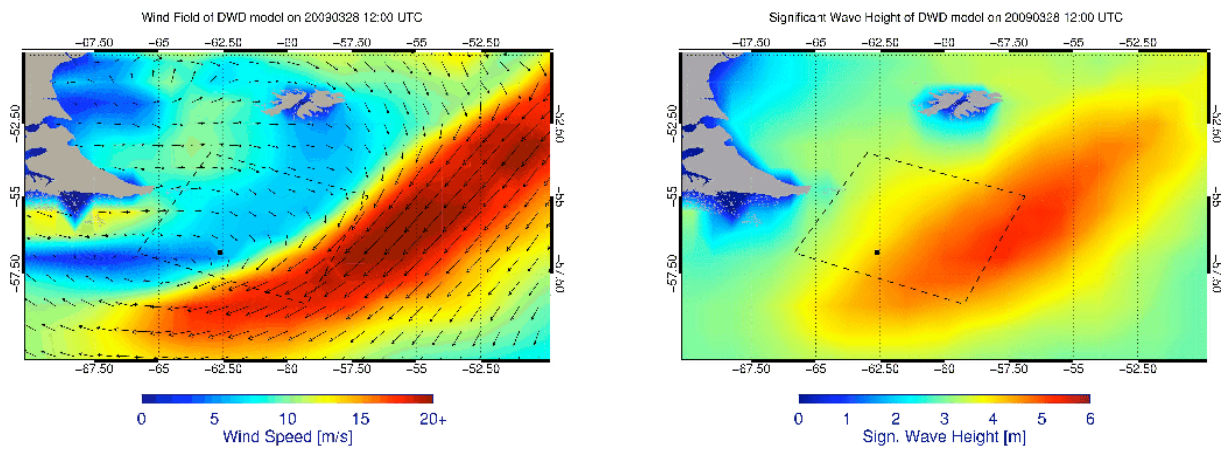 Wind Field of DWD model on 20090328 12:00 UTC
−67.50 −65 −62.50 −60 −57.50 −55 −52.50
−52.50 −52.50
−55 −55
−57.50 −57.50
−67.50 −65 −62.50 −60 −57.50 −55 −52.50
0 5 10 15 20+
Wind Speed [m/s]
Significant Wave Height of DWD model on 20090328 12:00 UTC
−67.50 −65 −62.50 −60 −57.50 −55 −52.50
−52.50 −52.50
−55 −55
−57.50 −57.50
−67.50 −65 −62.50 −60 −57.50 −55 −52.50
0 1 2 3 4 5 6
Sign. Wave Height [m]